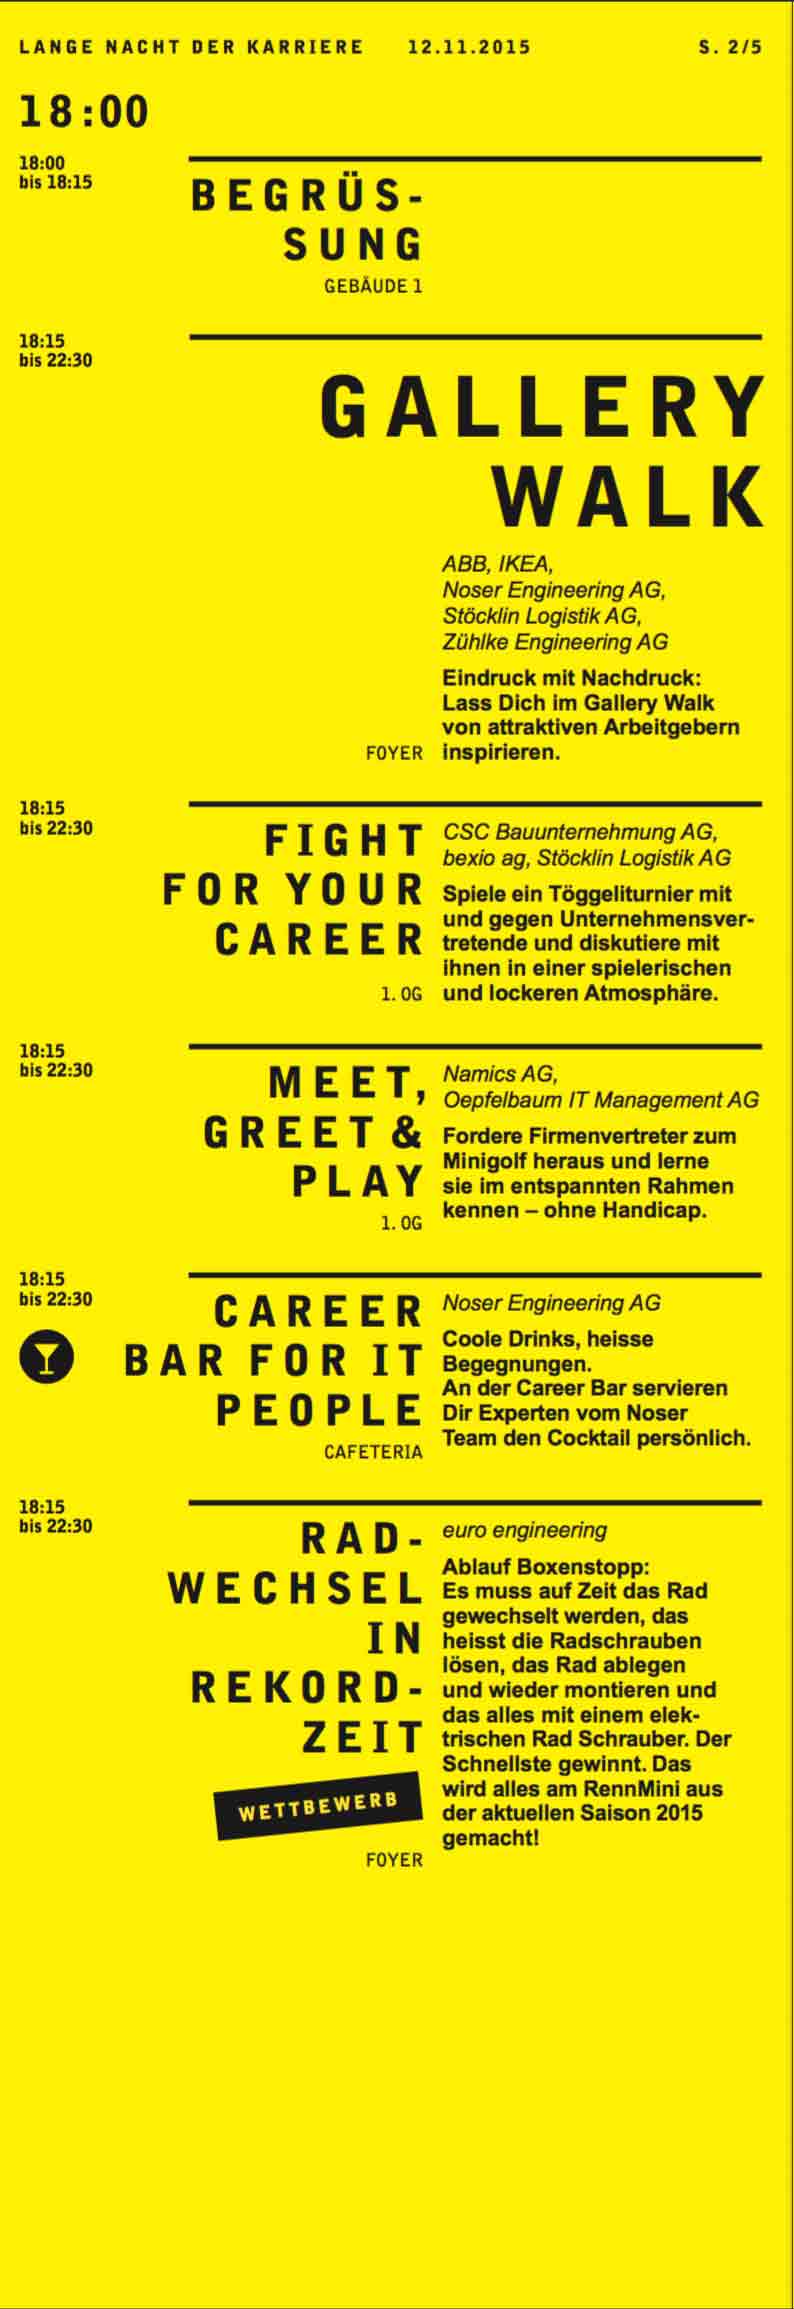 LANGE NACHT DER KARRIERE 12.11.2015 S. 2/5
18:00
18:00
bis 18:15
BEGRÜS-
SUNG
GEBÄUDE 1
18:15
bis 22:30
GALLERY
WALK
ABB, IKEA,
Noser Engineering AG,
Stöcklin Logistik AG,
Zühlke Engineering AG
Eindruck mit Nachdruck:
Lass Dich im Gallery Walk
von attraktiven Arbeitgebern
inspirieren.
FOYER
18:15
bis 22:30
FIGHT
FOR YOUR
CAREER
1. OG
CSC Bauunternehmung AG,
bexio ag, Stöcklin Logistik AG
Spiele ein Töggeliturnier mit
und gegen Unternehmensver-
tretende und diskutiere mit
ihnen in einer spielerischen
und lockeren Atmosphäre.
18:15
bis 22:30
MEET,
GREET &
PLAY
1. OG
Namics AG,
Oepfelbaum IT Management AG
Fordere Firmenvertreter zum
Minigolf heraus und lerne
sie im entspannten Rahmen
kennen – ohne Handicap.
18:15
bis 22:30
CAREER
BAR FOR IT
PEOPLE
CAFETERIA
Noser Engineering AG
Coole Drinks, heisse
Begegnungen.
An der Career Bar servieren
Dir Experten vom Noser
Team den Cocktail persönlich.
18:15
bis 22:30
RAD-
WECHSEL
IN
REKORD-
ZEIT
WETTBEWERB
FOYER
euro engineering
Ablauf Boxenstopp:
Es muss auf Zeit das Rad
gewechselt werden, das
heisst die Radschrauben
lösen, das Rad ablegen
und wieder montieren und
das alles mit einem elek-
trischen Rad Schrauber. Der
Schnellste gewinnt. Das
wird alles am RennMini aus
der aktuellen Saison 2015
gemacht!